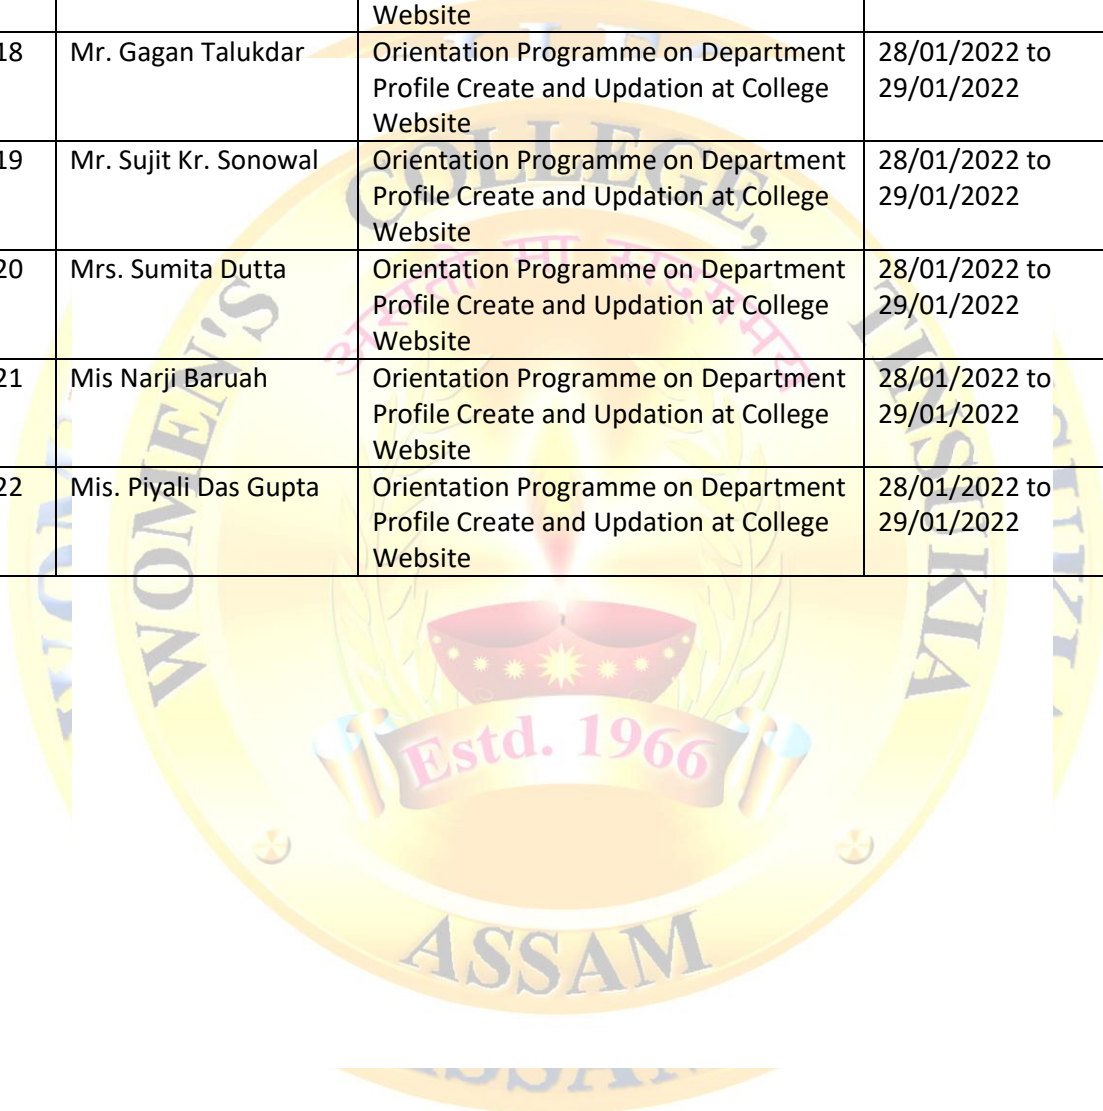 Website
18 Mr. Gagan Talukdar Orientation Programme on Department 28/01/2022 to
Profile Create and Updation at College 29/01/2022
Website
19 Mr. Sujit Kr. Sonowal Orientation Programme on Department 28/01/2022 to
Profile Create and Updation at College 29/01/2022
Website
20 Mrs. Sumita Dutta Orientation Programme on Department 28/01/2022 to
Profile Create and Updation at College 29/01/2022
Website
21 Mis Narji Baruah Orientation Programme on Department 28/01/2022 to
Profile Create and Updation at College 29/01/2022
Website
22 Mis. Piyali Das Gupta Orientation Programme on Department 28/01/2022 to
Profile Create and Updation at College 29/01/2022
Website
WOMEN'S COLLEGE, TINSUKIA
असतो मा सद्गमय
Estd. 1966
ASSAM